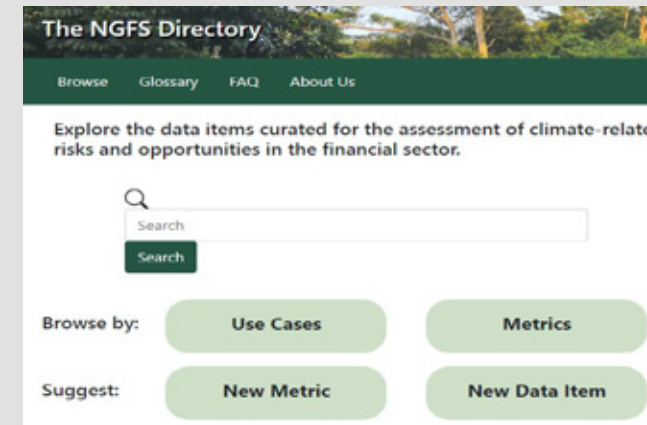 The NGFS Directory
Browse Glossary FAQ About Us
Explore the data items curated for the assessment of climate-relate
risks and opportunities in the financial sector.
Search
Search
Browse by: Use Cases Metrics
Suggest: New Metric New Data Item